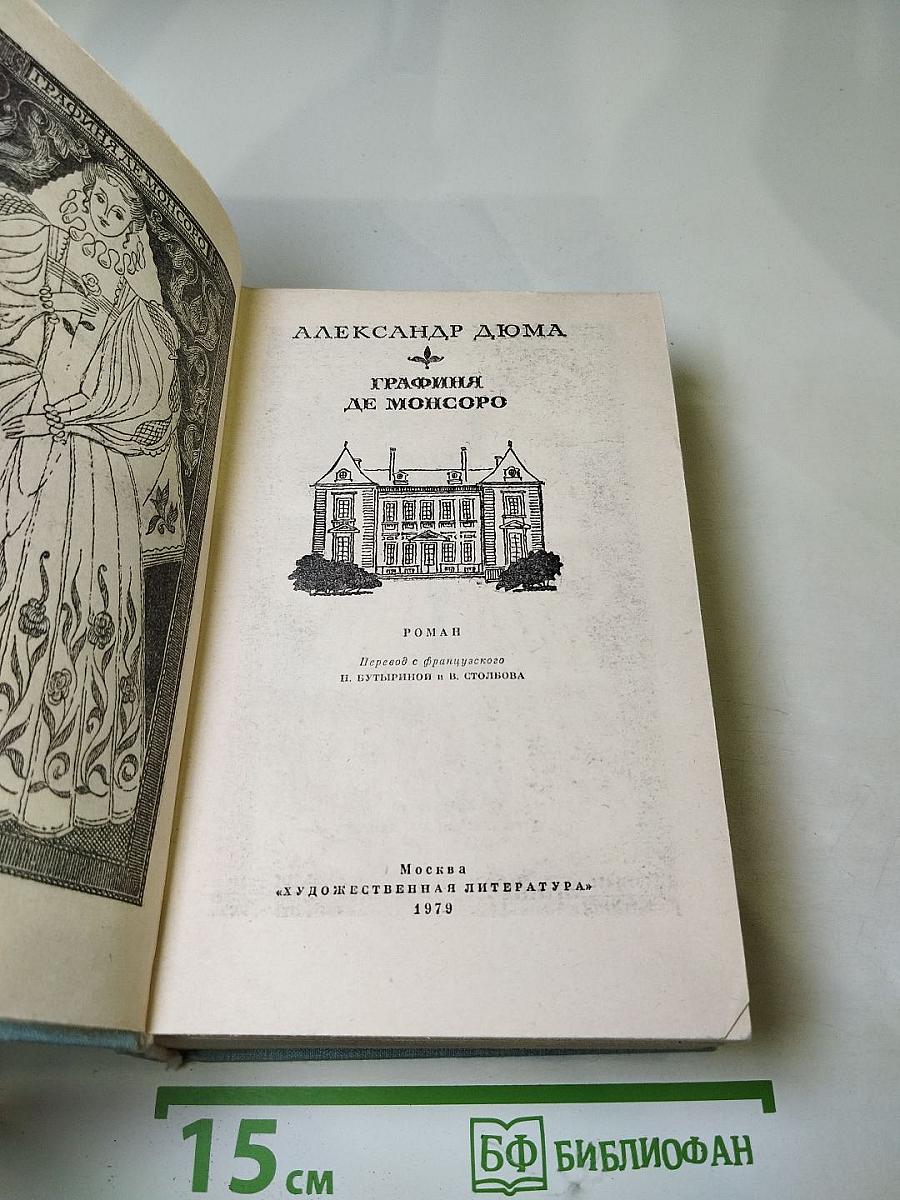 ГРАФИНЯ ДЕ МОНСОРО
АЛЕКСАНДР ДЮМА
ГРАФИНЯ
ДЕ МОНСОРО
РОМАН
Перевод с французского
Н. БУТЫРИНОЙ и В. СТОЛБОВА
Москва
«ХУДОЖЕСТВЕННАЯ ЛИТЕРАТУРА»
1979
15 см
БФ БИБЛИОФАН